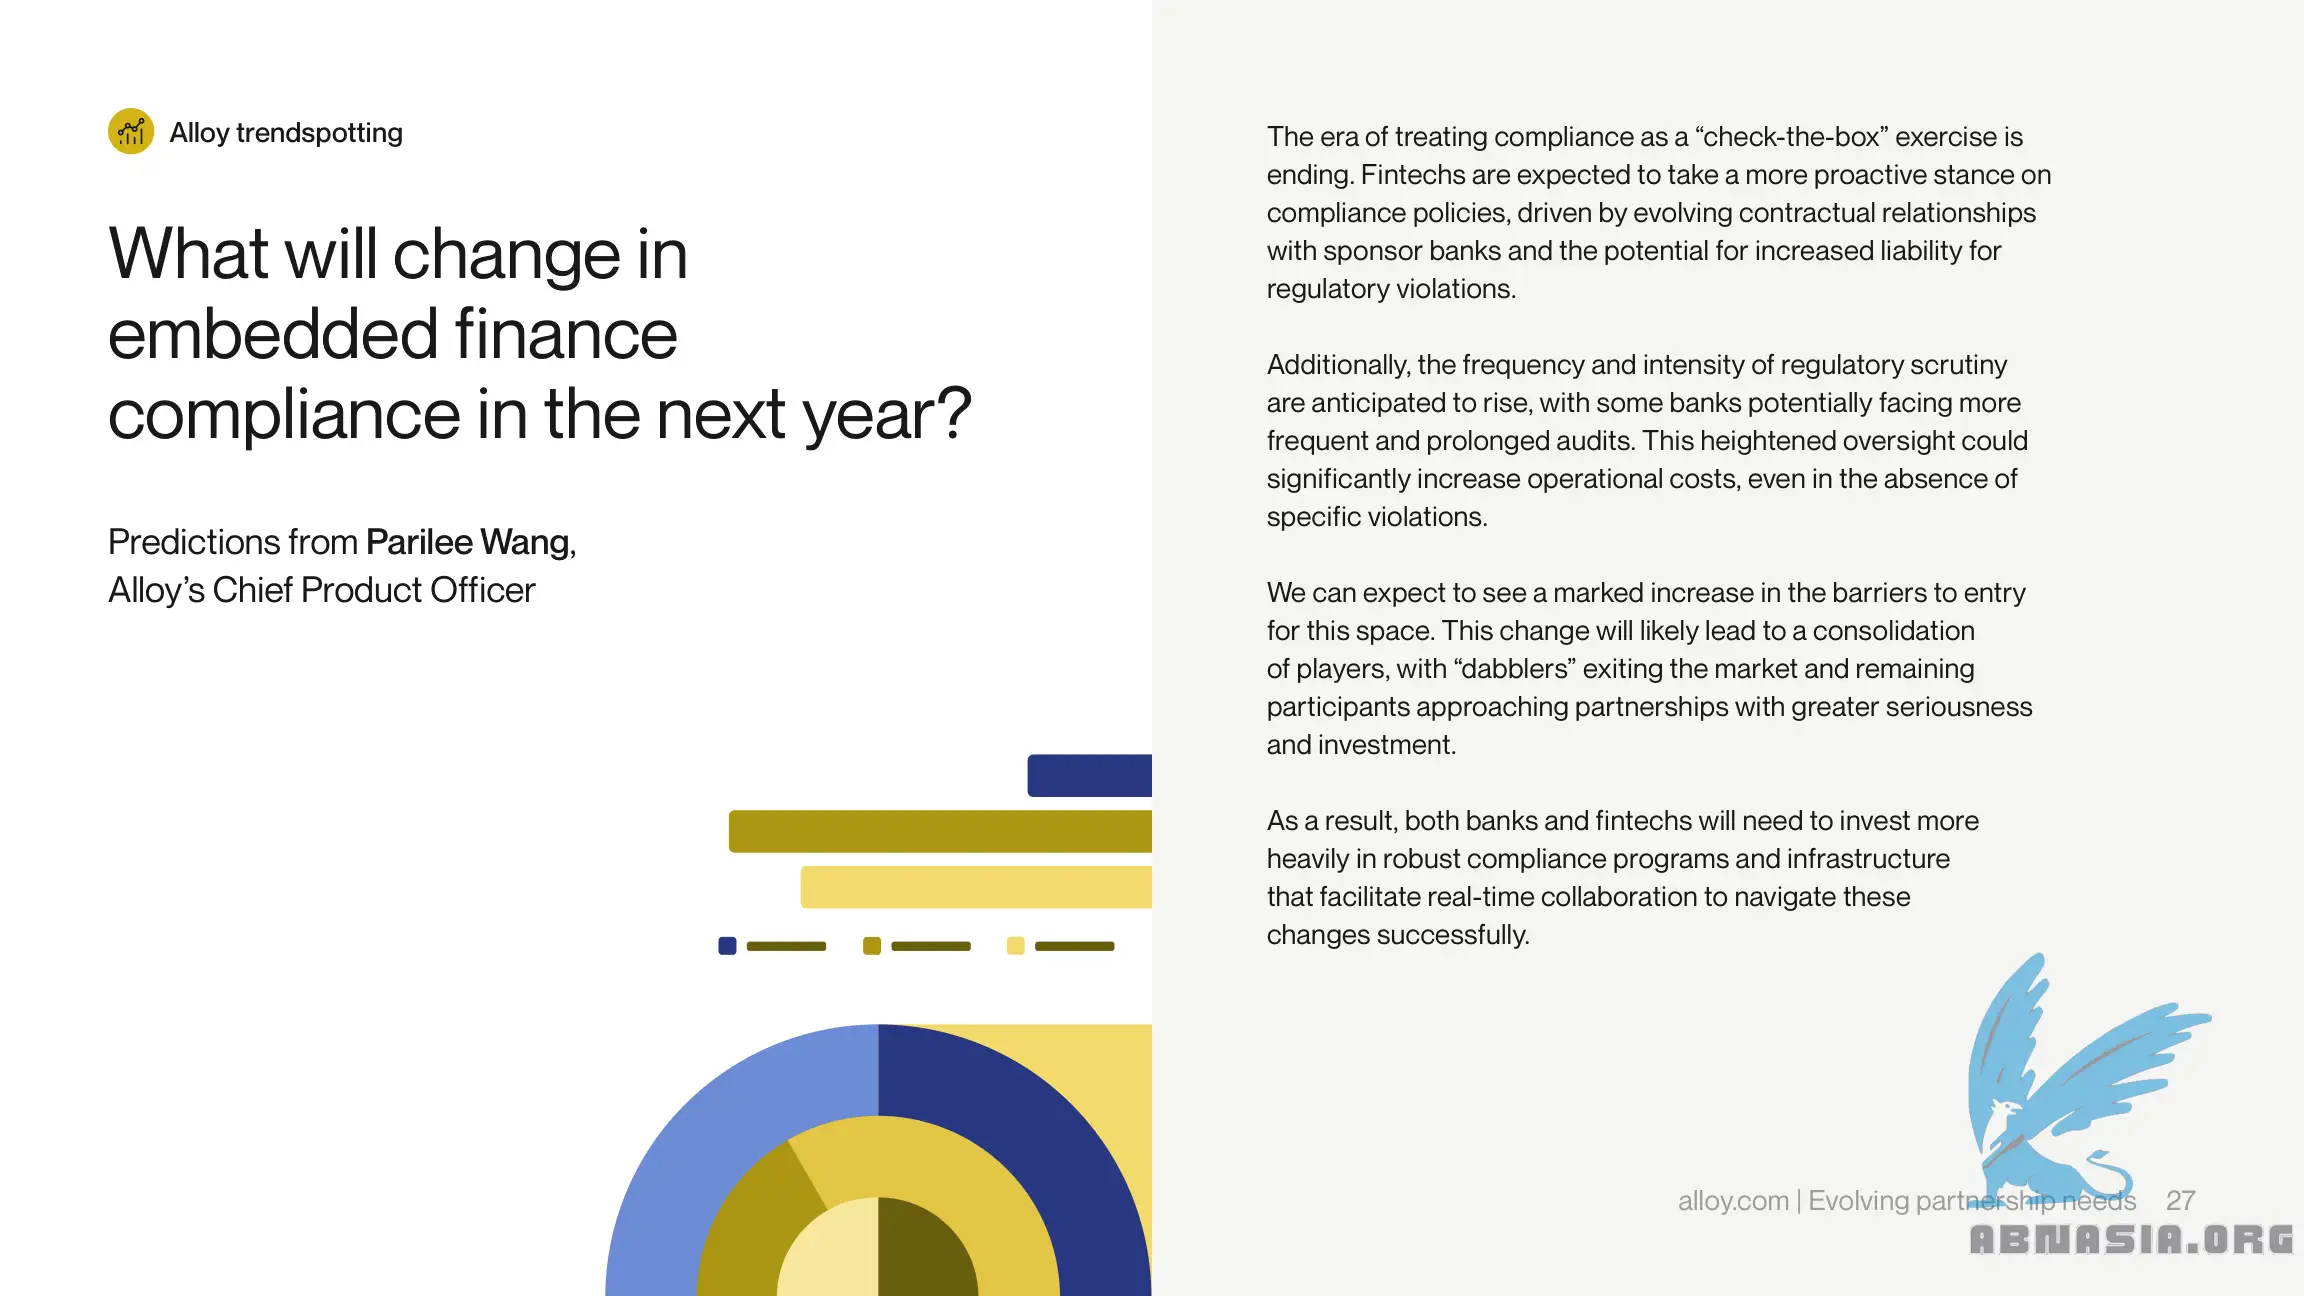 Alloy trendspotting
What will change in
embedded finance
compliance in the next year?
Predictions from Parilee Wang,
Alloy’s Chief Product Officer
The era of treating compliance as a “check-the-box” exercise is
ending. Fintechs are expected to take a more proactive stance on
compliance policies, driven by evolving contractual relationships
with sponsor banks and the potential for increased liability for
regulatory violations.
Additionally, the frequency and intensity of regulatory scrutiny
are anticipated to rise, with some banks potentially facing more
frequent and prolonged audits. This heightened oversight could
significantly increase operational costs, even in the absence of
specific violations.
We can expect to see a marked increase in the barriers to entry
for this space. This change will likely lead to a consolidation
of players, with “dabblers” exiting the market and remaining
participants approaching partnerships with greater seriousness
and investment.
As a result, both banks and fintechs will need to invest more
heavily in robust compliance programs and infrastructure
that facilitate real-time collaboration to navigate these
changes successfully.
alloy.com | Evolving partnership needs 27
ABNASIA.ORG